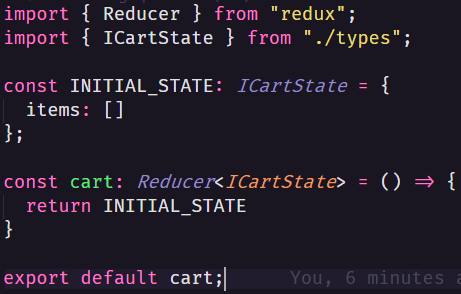 import { Reducer } from "redux";
import { ICartState } from "./types";
const INITIAL_STATE: ICartState = {
  items: []
};
const cart: Reducer<ICartState> = () => {
  return INITIAL_STATE
}
export default cart; You, 6 minutes a